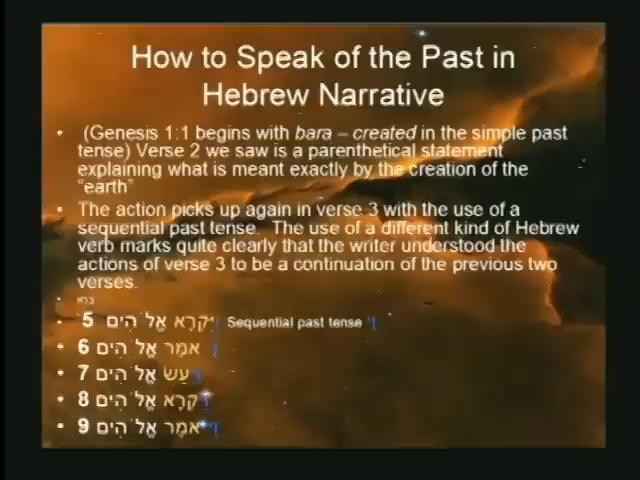 How to Speak of the Past in
Hebrew Narrative
• (Genesis 1:1 begins with bara – created in the simple past
tense) Verse 2 we saw is a parenthetical statement
explaining what is meant exactly by the creation of the
“earth”
• The action picks up again in verse 3 with the use of a
sequential past tense. The use of a different kind of Hebrew
verb marks quite clearly that the writer understood the
actions of verse 3 to be a continuation of the previous two
verses.
• ברא
• 5 וַיִּקְרָא אֱלֹהִים Sequential past tense וַי
• 6 וַיֹּאמֶר אֱלֹהִים
• 7 וַיַּעַשׂ אֱלֹהִים
• 8 וַיִּקְרָא אֱלֹהִים
• 9 וַיֹּאמֶר אֱלֹהִים